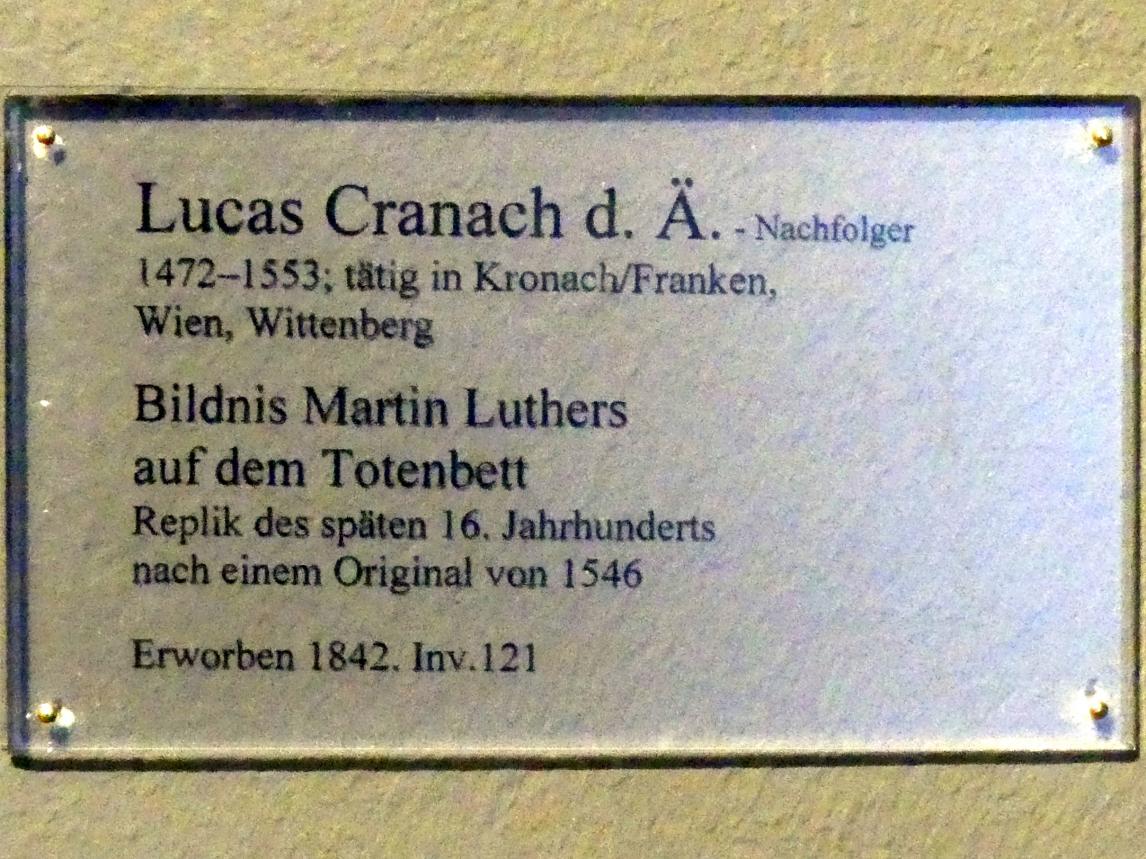 Lucas Cranach d. Ä. - Nachfolger
1472–1553; tätig in Kronach/Franken,
Wien, Wittenberg
Bildnis Martin Luthers
auf dem Totenbett
Replik des späten 16. Jahrhunderts
nach einem Original von 1546
Erworben 1842. Inv.121